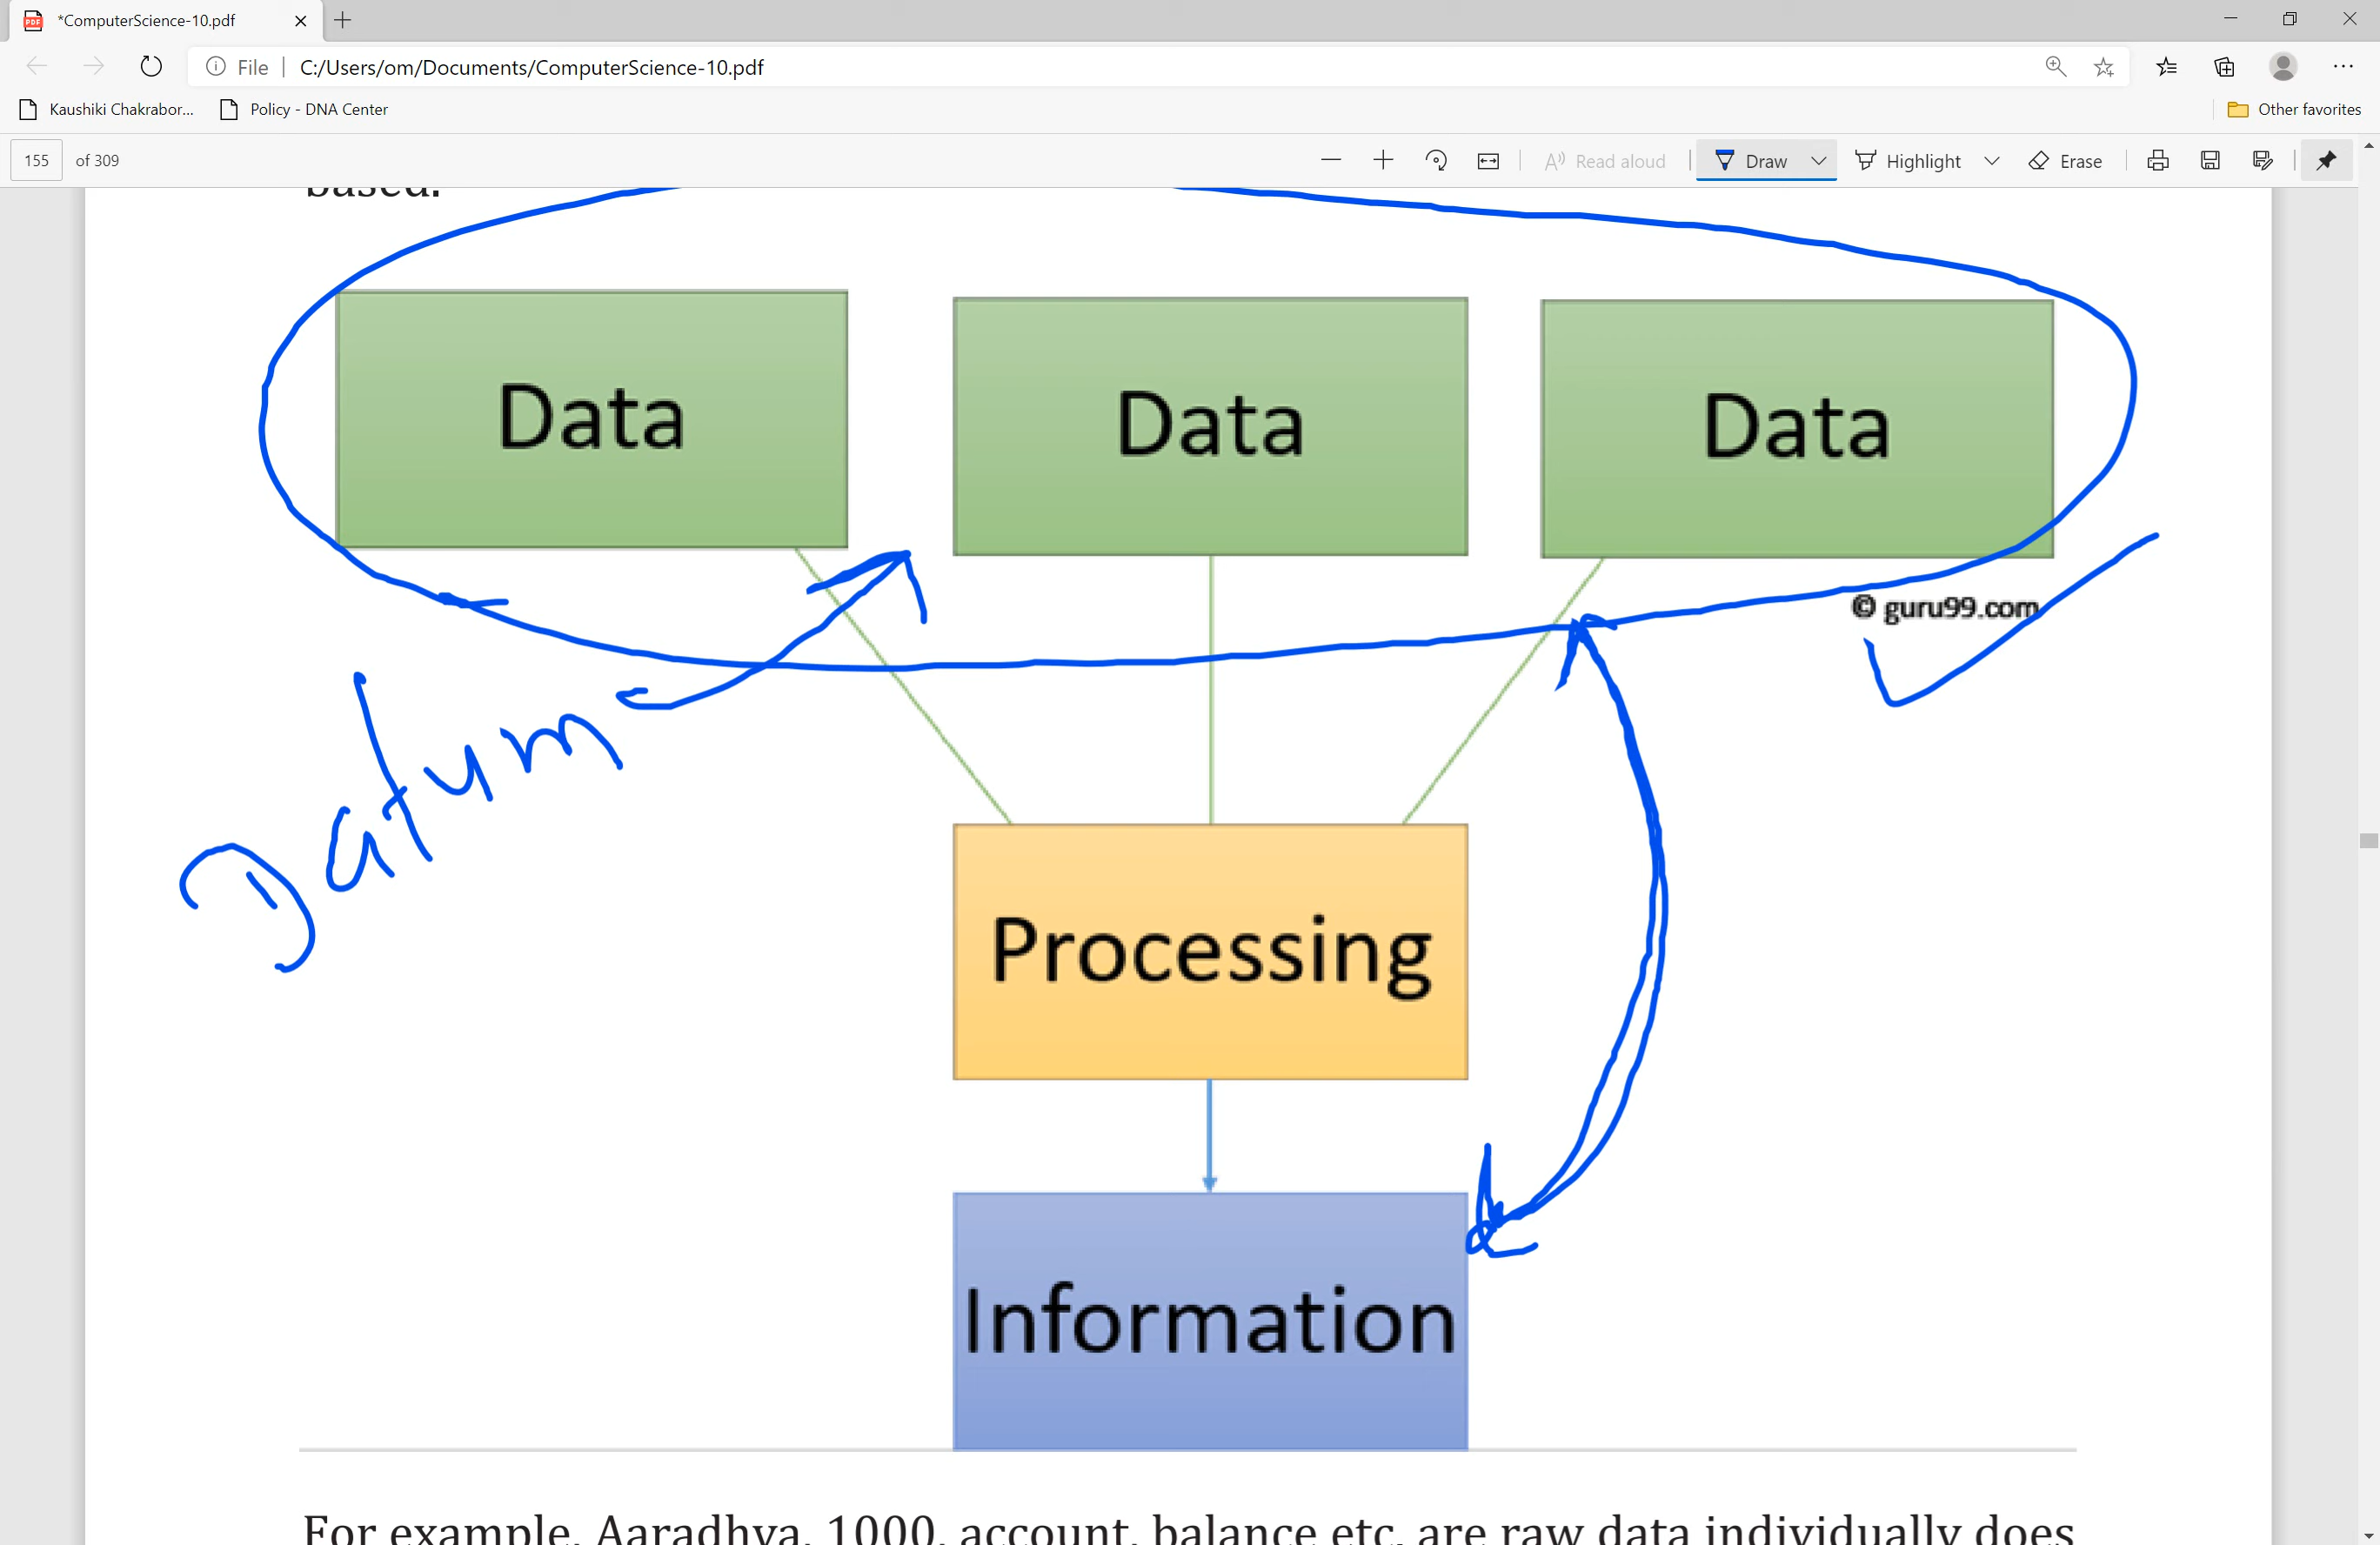 *ComputerScience-10.pdf
File | C:/Users/om/Documents/ComputerScience-10.pdf
Kaushiki Chakrabor... Policy - DNA Center Other favorites
155 of 309 Read aloud Draw Highlight Erase
based.
Data Data Data
© guru99.com
Datum
Processing
Information
For example, Aaradhya, 1000, account, balance etc. are raw data individually does